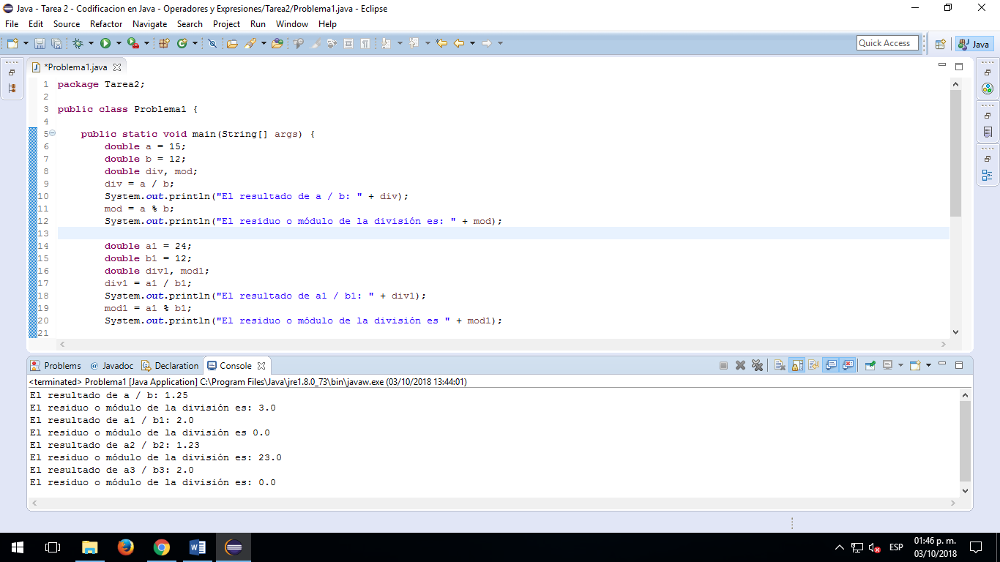 Java - Tarea 2 - Codificacion en Java - Operadores y Expresiones/Tarea2/Problema1.java - Eclipse
File Edit Source Refactor Navigate Search Project Run Window Help
Quick Access Java
*Problema1.java
1 package Tarea2;
2
3 public class Problema1 {
4
5 public static void main(String[] args) {
6 double a = 15;
7 double b = 12;
8 double div, mod;
9 div = a / b;
10 System.out.println("El resultado de a / b: " + div);
11 mod = a % b;
12 System.out.println("El residuo o módulo de la división es: " + mod);
13
14 double a1 = 24;
15 double b1 = 12;
16 double div1, mod1;
17 div1 = a1 / b1;
18 System.out.println("El resultado de a1 / b1: " + div1);
19 mod1 = a1 % b1;
20 System.out.println("El residuo o módulo de la división es " + mod1);
21
Problems @ Javadoc Declaration Console
<terminated> Problema1 [Java Application] C:\Program Files\Java\jre1.8.0_73\bin\javaw.exe (03/10/2018 13:44:01)
El resultado de a / b: 1.25
El residuo o módulo de la división es: 3.0
El resultado de a1 / b1: 2.0
El residuo o módulo de la división es 0.0
El resultado de a2 / b2: 1.23
El residuo o módulo de la división es: 23.0
El resultado de a3 / b3: 2.0
El residuo o módulo de la división es: 0.0
ESP
01:46 p. m.
03/10/2018